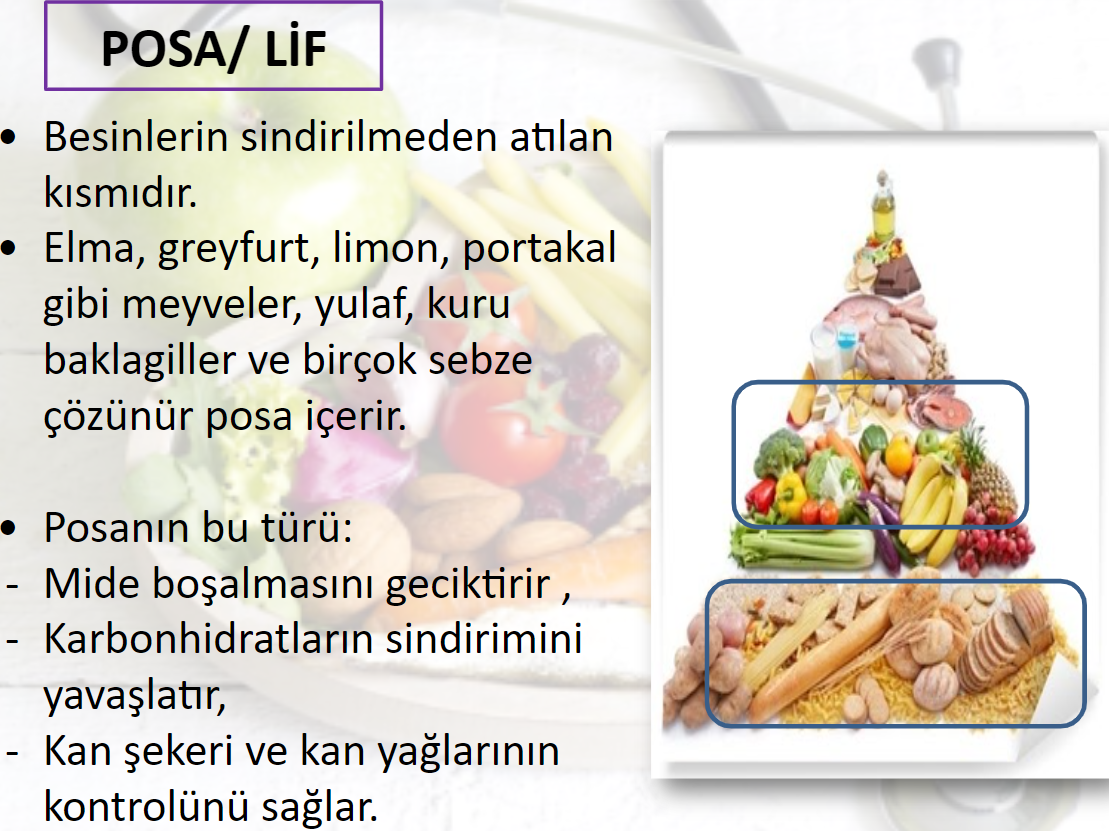 POSA/ LİF
• Besinlerin sindirilmeden atılan
kısmıdır.
• Elma, greyfurt, limon, portakal
gibi meyveler, yulaf, kuru
baklagiller ve birçok sebze
çözünür posa içerir.
• Posanın bu türü:
- Mide boşalmasını geciktirir ,
- Karbonhidratların sindirimini
yavaşlatır,
- Kan şekeri ve kan yağlarının
kontrolünü sağlar.